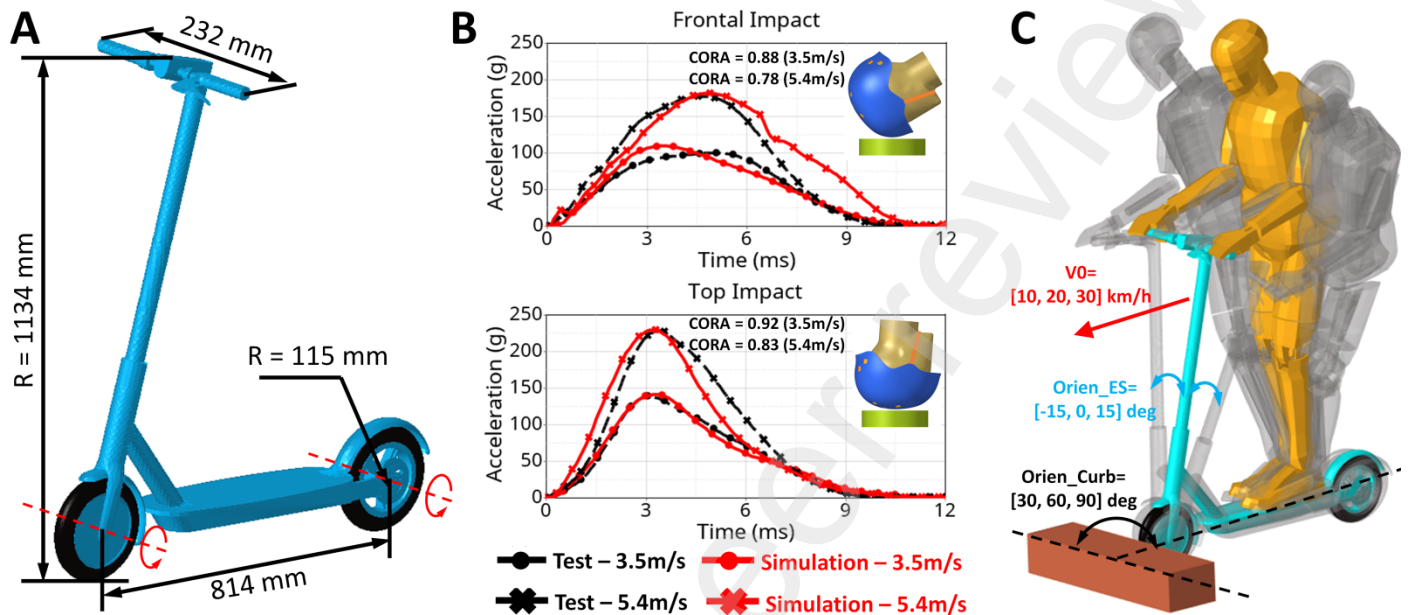 A
232 mm
R = 1134 mm
R = 115 mm
814 mm
B
Frontal Impact
CORA = 0.88 (3.5m/s)
CORA = 0.78 (5.4m/s)
Acceleration (g)
250
200
150
100
50
0
0 3 6 9 12
Time (ms)
Top Impact
CORA = 0.92 (3.5m/s)
CORA = 0.83 (5.4m/s)
Acceleration (g)
250
200
150
100
50
0
0 3 6 9 12
Time (ms)
Test – 3.5m/s
Simulation – 3.5m/s
Test – 5.4m/s
Simulation – 5.4m/s
C
V0=
[10, 20, 30] km/h
Orien_ES=
[-15, 0, 15] deg
Orien_Curb=
[30, 60, 90] deg
eer review